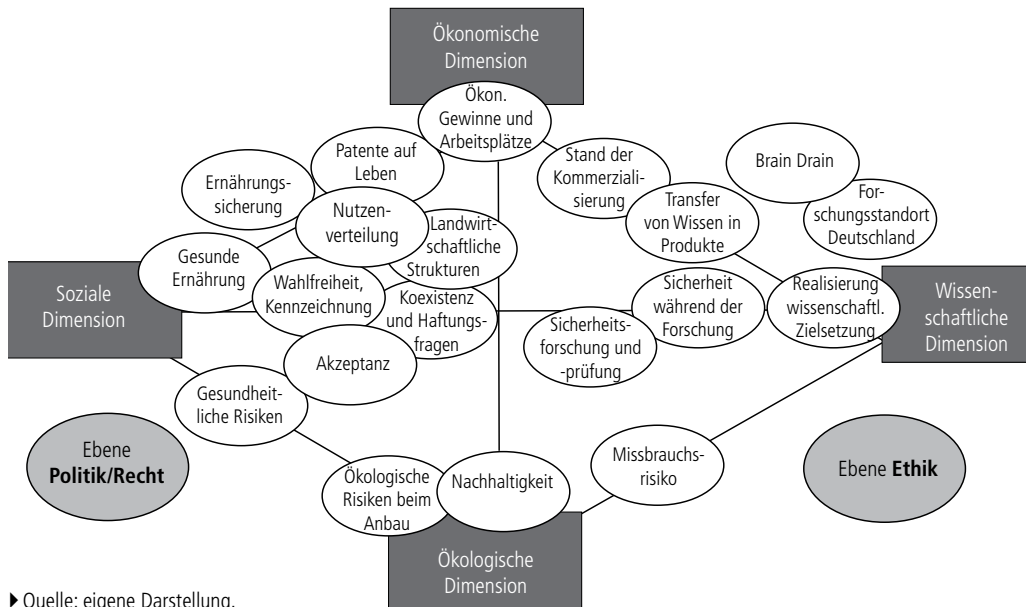 Ökonomische
Dimension
Ökon.
Gewinne und
Arbeitsplätze
Patente auf
Leben
Stand der
Kommerziali-
sierung
Brain Drain
Ernährungs-
sicherung
For-
schungsstandort
Deutschland
Nutzen-
verteilung
Transfer
von Wissen in
Produkte
Landwirt-
schaftliche
Strukturen
Gesunde
Ernährung
Wahlfreiheit,
Kennzeichnung
Soziale
Dimension
Koexistenz
und Haftungs-
fragen
Sicherheit
während der
Forschung
Realisierung
wissenschaftl.
Zielsetzung
Wissen-
schaftliche
Dimension
Sicherheits-
forschung und
-prüfung
Akzeptanz
Gesundheit-
liche Risiken
Ebene
Politik/Recht
Missbrauchs-
risiko
Ebene Ethik
Ökologische
Risiken beim
Anbau
Nachhaltigkeit
Ökologische
Dimension
Quelle: eigene Darstellung.